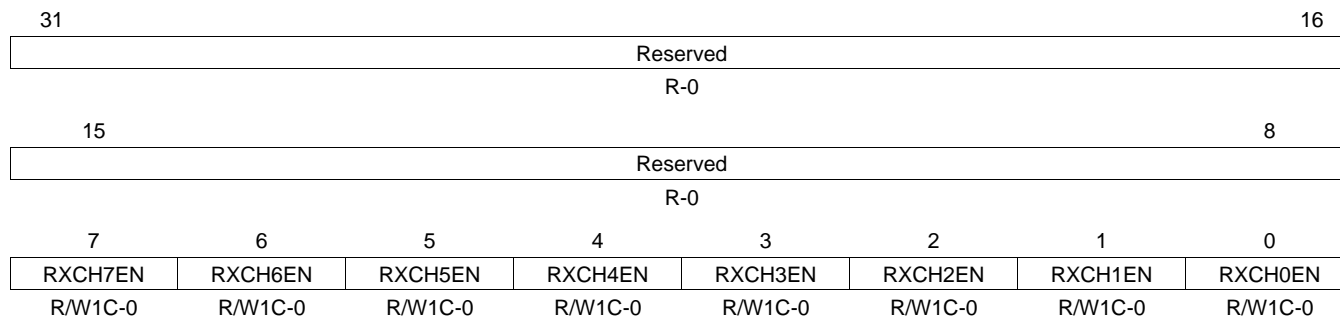 31 16
Reserved
R-0
15 8
Reserved
R-0
7 6 5 4 3 2 1 0
RXCH7EN RXCH6EN RXCH5EN RXCH4EN RXCH3EN RXCH2EN RXCH1EN RXCH0EN
R/W1C-0 R/W1C-0 R/W1C-0 R/W1C-0 R/W1C-0 R/W1C-0 R/W1C-0 R/W1C-0